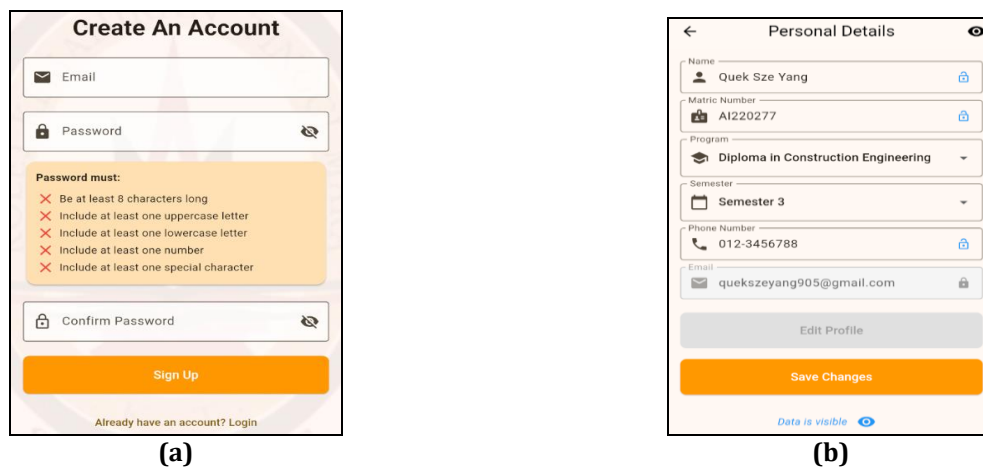 Create An Account
Email
Password
Password must:
Be at least 8 characters long
Include at least one uppercase letter
Include at least one lowercase letter
Include at least one number
Include at least one special character
Confirm Password
Sign Up
Already have an account? Login
(a)
Personal Details
Name
Quek Sze Yang
Matric Number
AI220277
Program
Diploma in Construction Engineering
Semester
Semester 3
Phone Number
012-3456788
Email
quekszeyang905@gmail.com
Edit Profile
Save Changes
Data is visible
(b)